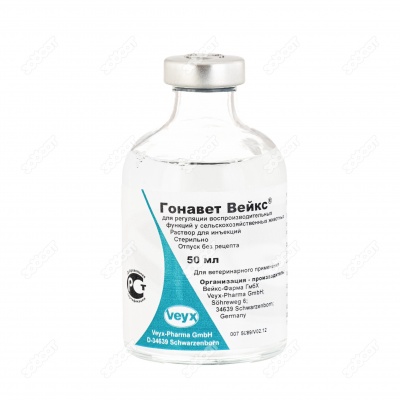 Гонавет Вейкс®
для регуляции воспроизводительных
функций у сельскохозяйственных животных
Раствор для инъекций
Стерильно
Отпуск без рецепта
50 мл
Для ветеринарного применения
Организация - производитель:
Вейкс-Фарма ГмбХ
Veyx-Pharma GmbH
Söhreweg 6;
34639 Schwarzenborn
Germany
РСТ
veyx
Veyx-Pharma GmbH
D-34639 Schwarzenborn